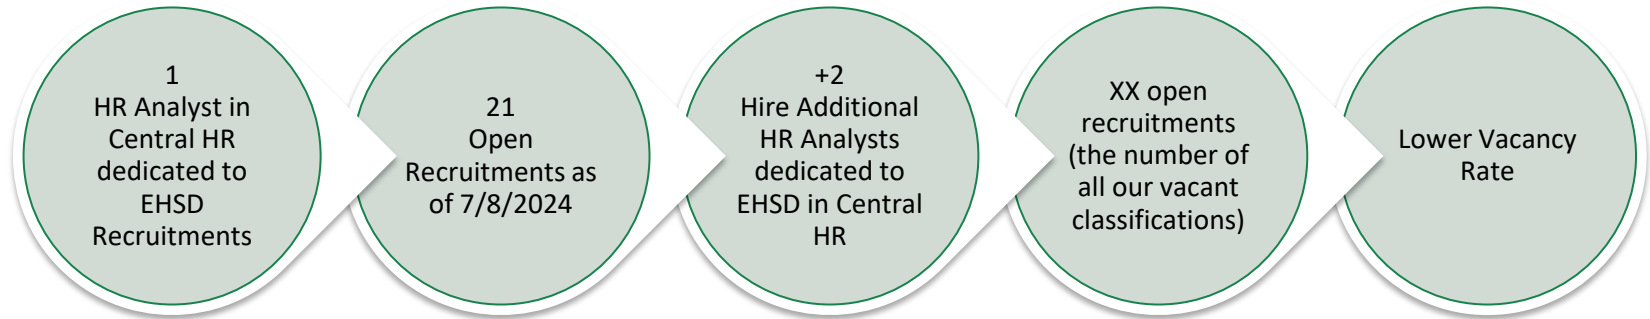 1
HR Analyst in
Central HR
dedicated to
EHSD
Recruitments
21
Open
Recruitments as
of 7/8/2024
+2
Hire Additional
HR Analysts
dedicated to
EHSD in Central
HR
XX open
recruitments
(the number of
all our vacant
classifications)
Lower Vacancy
Rate